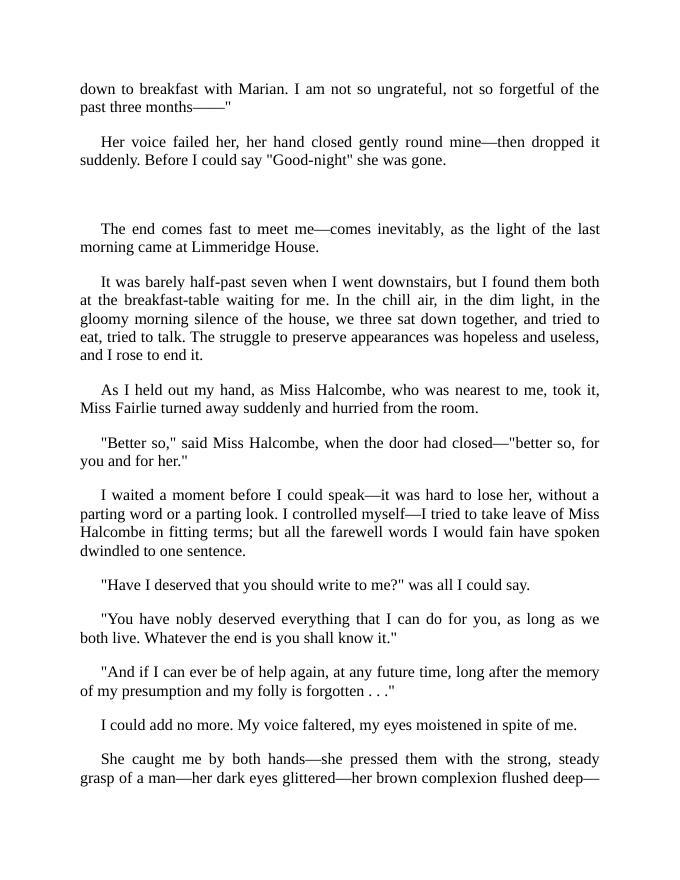 down to breakfast with Marian. I am not so ungrateful, not so forgetful of the
past three months——"
Her voice failed her, her hand closed gently round mine—then dropped it
suddenly. Before I could say "Good-night" she was gone.
The end comes fast to meet me—comes inevitably, as the light of the last
morning came at Limmeridge House.
It was barely half-past seven when I went downstairs, but I found them both
at the breakfast-table waiting for me. In the chill air, in the dim light, in the
gloomy morning silence of the house, we three sat down together, and tried to
eat, tried to talk. The struggle to preserve appearances was hopeless and useless,
and I rose to end it.
As I held out my hand, as Miss Halcombe, who was nearest to me, took it,
Miss Fairlie turned away suddenly and hurried from the room.
"Better so," said Miss Halcombe, when the door had closed—"better so, for
you and for her."
I waited a moment before I could speak—it was hard to lose her, without a
parting word or a parting look. I controlled myself—I tried to take leave of Miss
Halcombe in fitting terms; but all the farewell words I would fain have spoken
dwindled to one sentence.
"Have I deserved that you should write to me?" was all I could say.
"You have nobly deserved everything that I can do for you, as long as we
both live. Whatever the end is you shall know it."
"And if I can ever be of help again, at any future time, long after the memory
of my presumption and my folly is forgotten . . ."
I could add no more. My voice faltered, my eyes moistened in spite of me.
She caught me by both hands—she pressed them with the strong, steady
grasp of a man—her dark eyes glittered—her brown complexion flushed deep—